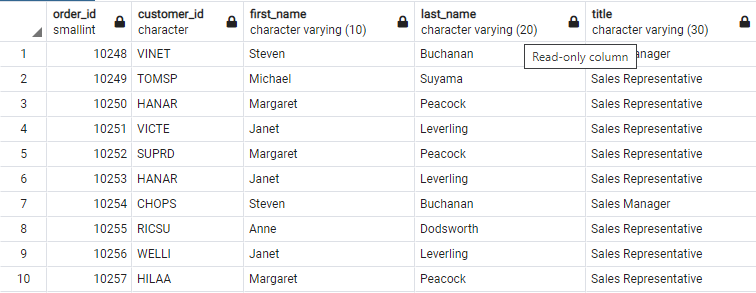 order_id customer_id first_name last_name title
smallint character character varying (10) character varying (20) character varying (30)
1 10248 VINET Steven Buchanan anager
Read-only column
2 10249 TOMSP Michael Suyama Sales Representative
3 10250 HANAR Margaret Peacock Sales Representative
4 10251 VICTE Janet Leverling Sales Representative
5 10252 SUPRD Margaret Peacock Sales Representative
6 10253 HANAR Janet Leverling Sales Representative
7 10254 CHOPS Steven Buchanan Sales Manager
8 10255 RICSU Anne Dodsworth Sales Representative
9 10256 WELLI Janet Leverling Sales Representative
10 10257 HILAA Margaret Peacock Sales Representative